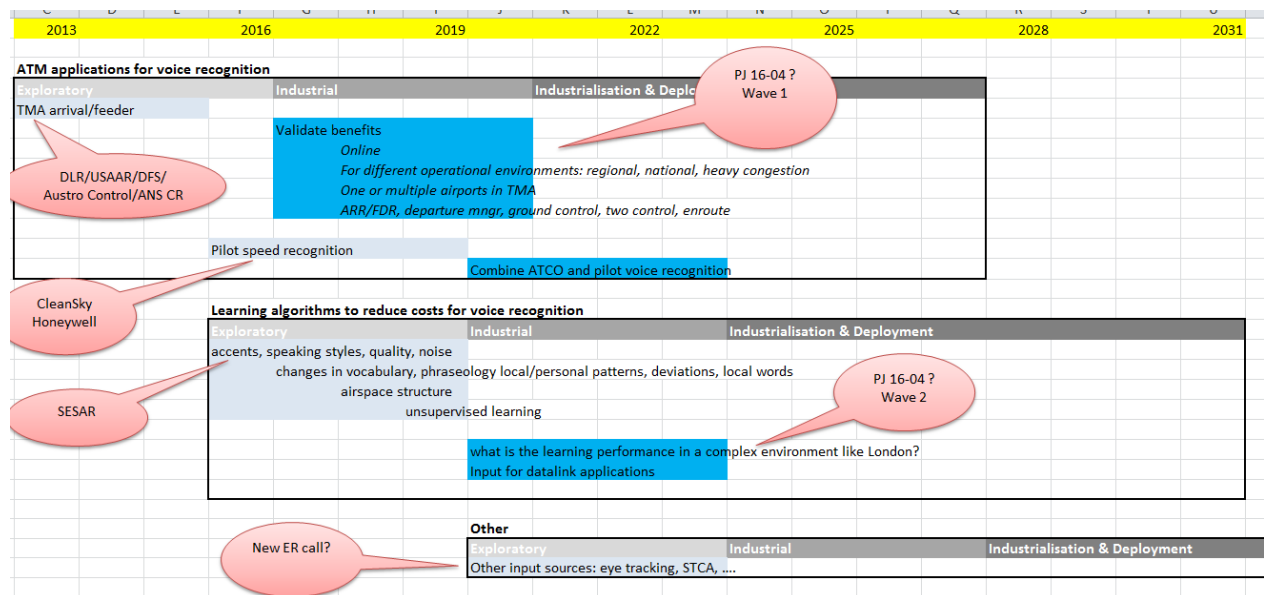 2013 2016 2019 2022 2025 2028 2031
ATM applications for voice recognition
Exploratory Industrial Industrialisation &
PJ 16-04 ?
Wave 1
TMA arrival/feeder
Validate benefits
Online
For different operational environments: regional, national, heavy congestion
One or multiple airports in TMA
ARR/FDR, departure mngr, ground control, two control, enroute
DLR/USAAR/DFS/
Austro Control/ANS CR
Pilot speed recognition
Combine ATCO and pilot voice recognition
CleanSky
Honeywell
Learning algorithms to reduce costs for voice recognition
Exploratory Industrial Industrialisation & Deployment
accents, speaking styles, quality, noise
changes in vocabulary, phraseology local/personal patterns, deviations, local words
airspace structure
unsupervised learning
SESAR
PJ 16-04 ?
Wave 2
what is the learning performance in a complex environment like London?
Input for datalink applications
Other
New ER call?
Exploratory Industrial Industrialisation & Deployment
Other input sources: eye tracking, STCA, ....